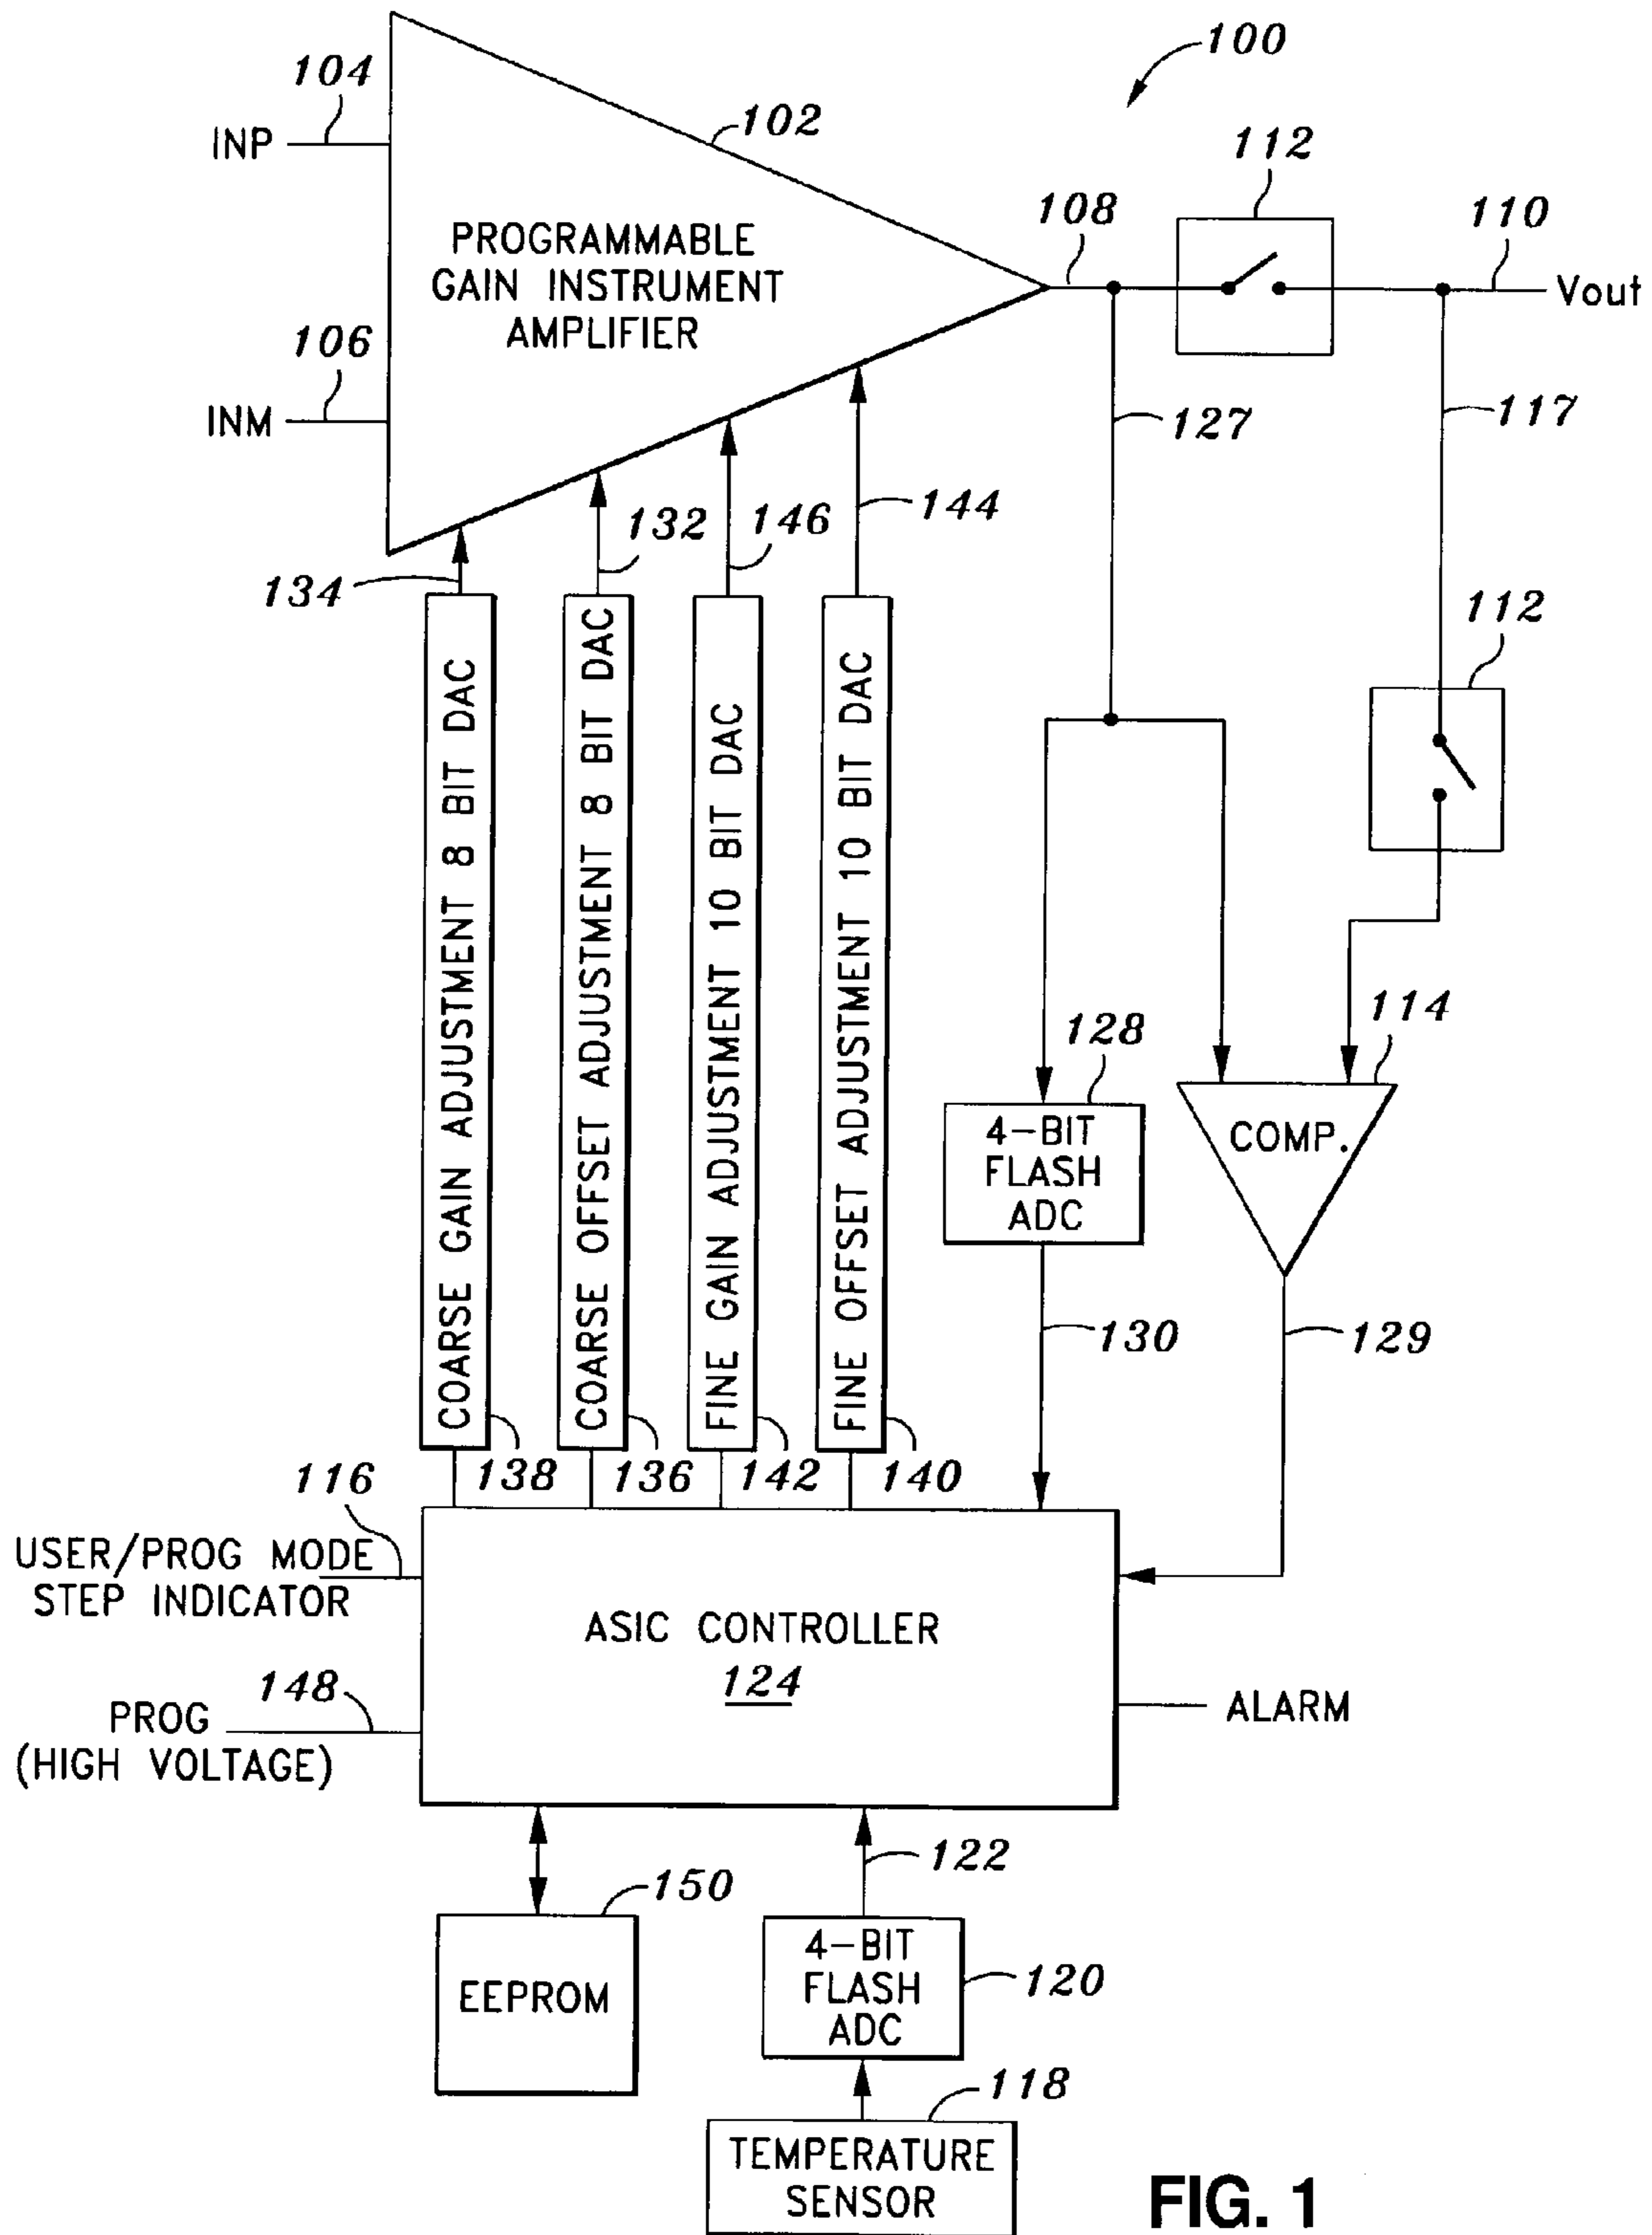 100
104
INP
102
112
108
110
PROGRAMMABLE
GAIN INSTRUMENT
AMPLIFIER
Vout
106
INM
127
117
132
146
144
134
112
COARSE GAIN ADJUSTMENT 8 BIT DAC
COARSE OFFSET ADJUSTMENT 8 BIT DAC
FINE GAIN ADJUSTMENT 10 BIT DAC
FINE OFFSET ADJUSTMENT 10 BIT DAC
114
128
4-BIT
FLASH
ADC
COMP.
130
129
138
136
142
140
116
USER/PROG MODE
STEP INDICATOR
ASIC CONTROLLER
124
148
PROG
(HIGH VOLTAGE)
ALARM
122
150
EEPROM
4-BIT
FLASH
ADC
120
118
TEMPERATURE
SENSOR
FIG. 1